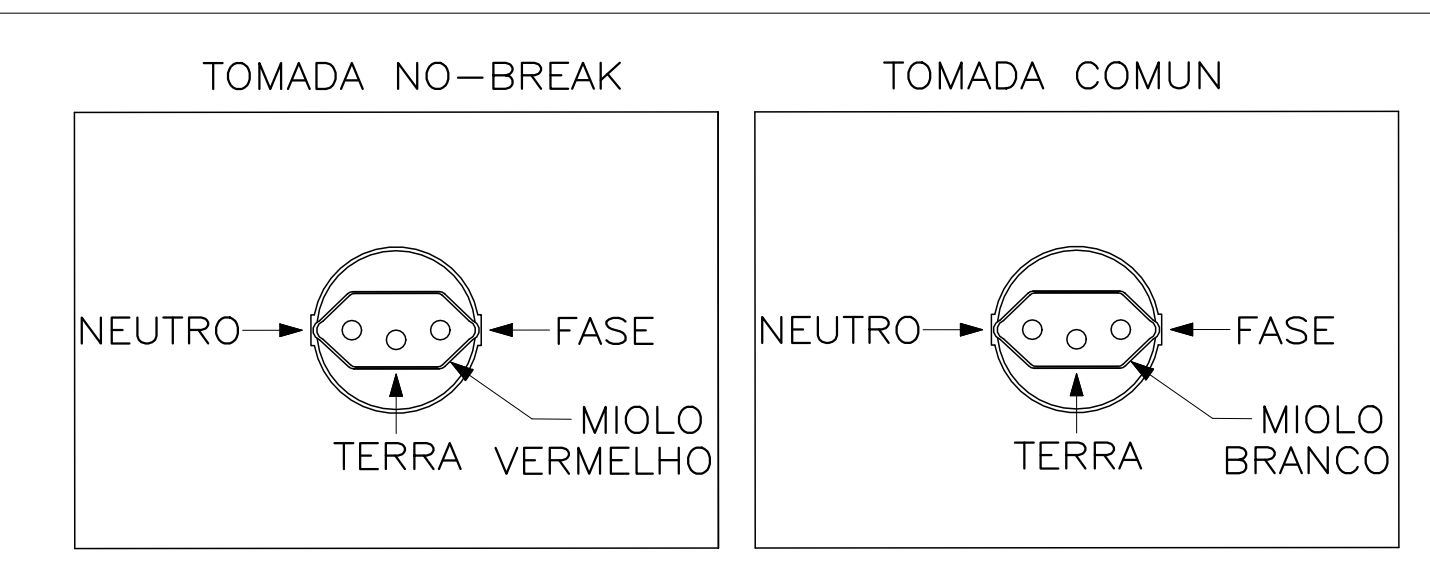 TOMADA NO-BREAK
NEUTRO
FASE
TERRA
MIOLO
VERMELHO
TOMADA COMUN
NEUTRO
FASE
TERRA
MIOLO
BRANCO